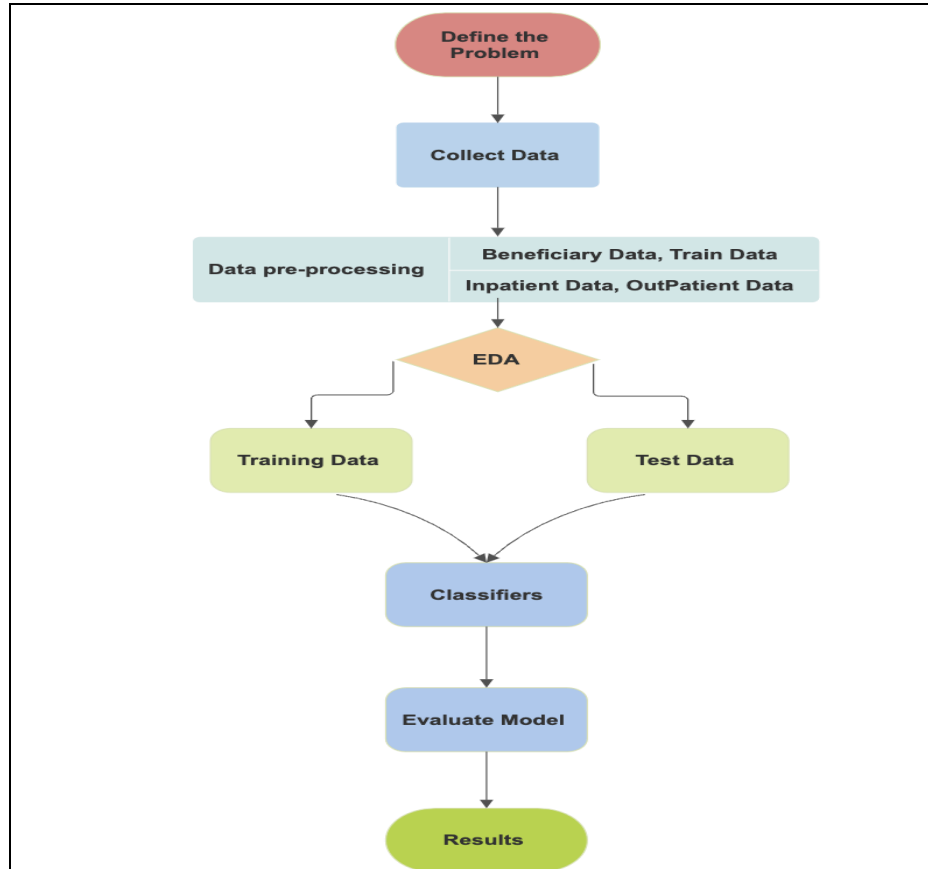 Define the
Problem
Collect Data
Data pre-processing
Beneficiary Data, Train Data
Inpatient Data, OutPatient Data
EDA
Training Data
Test Data
Classifiers
Evaluate Model
Results